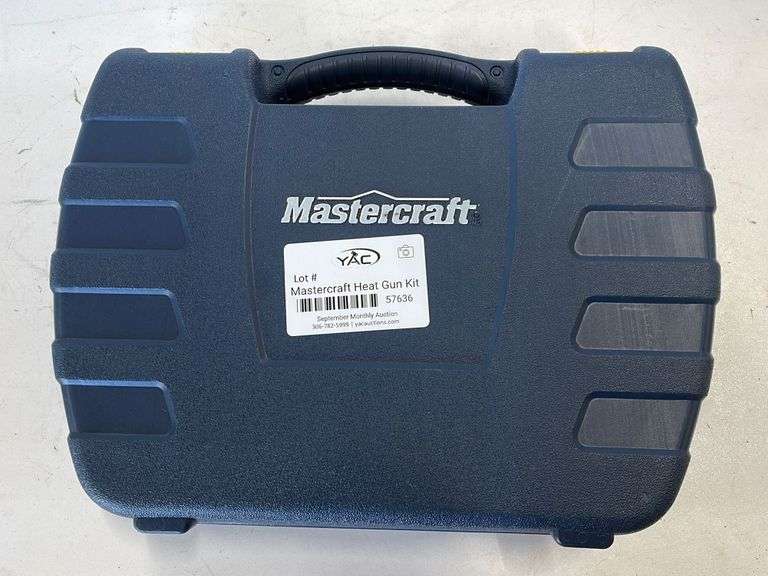 Mastercraft
YAC
Lot #
Mastercraft Heat Gun Kit
57636
September Monthly Auction
306-782-5999 | yacauctions.com